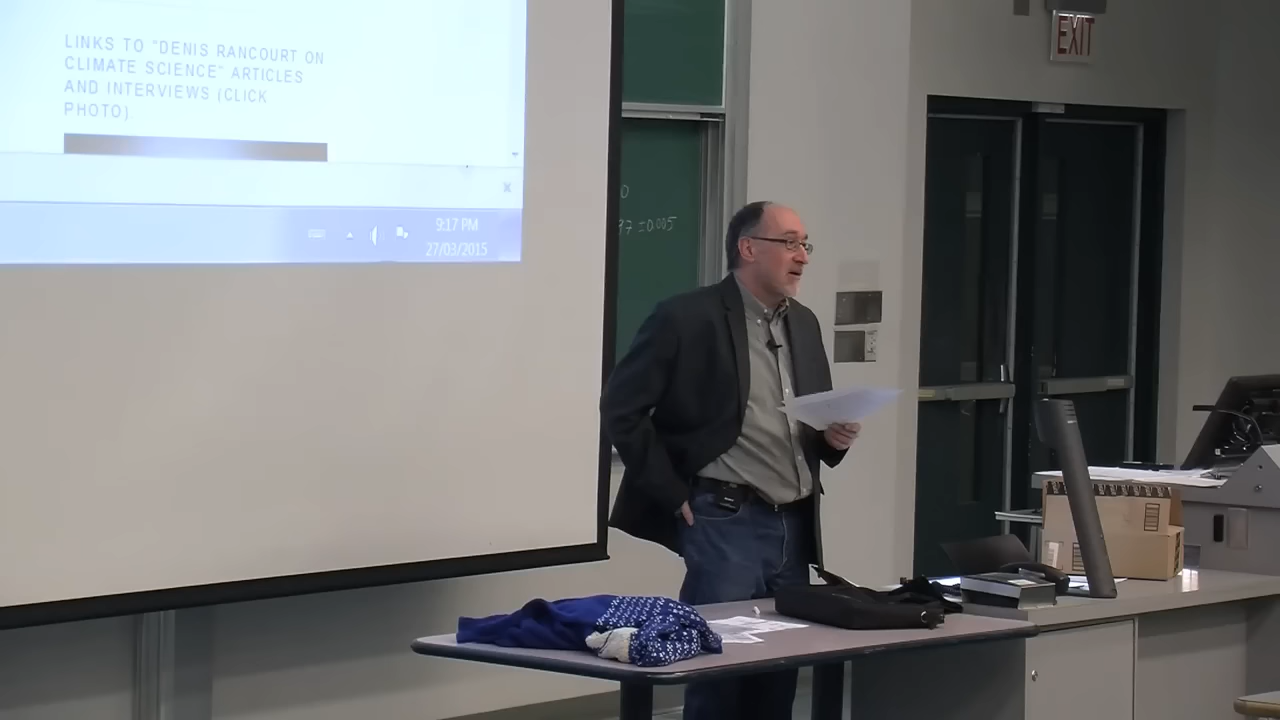 LINKS TO "DENIS RANCOURT ON
CLIMATE SCIENCE" ARTICLES
AND INTERVIEWS (CLICK
PHOTO)
9:17 PM
27/03/2015
EXIT